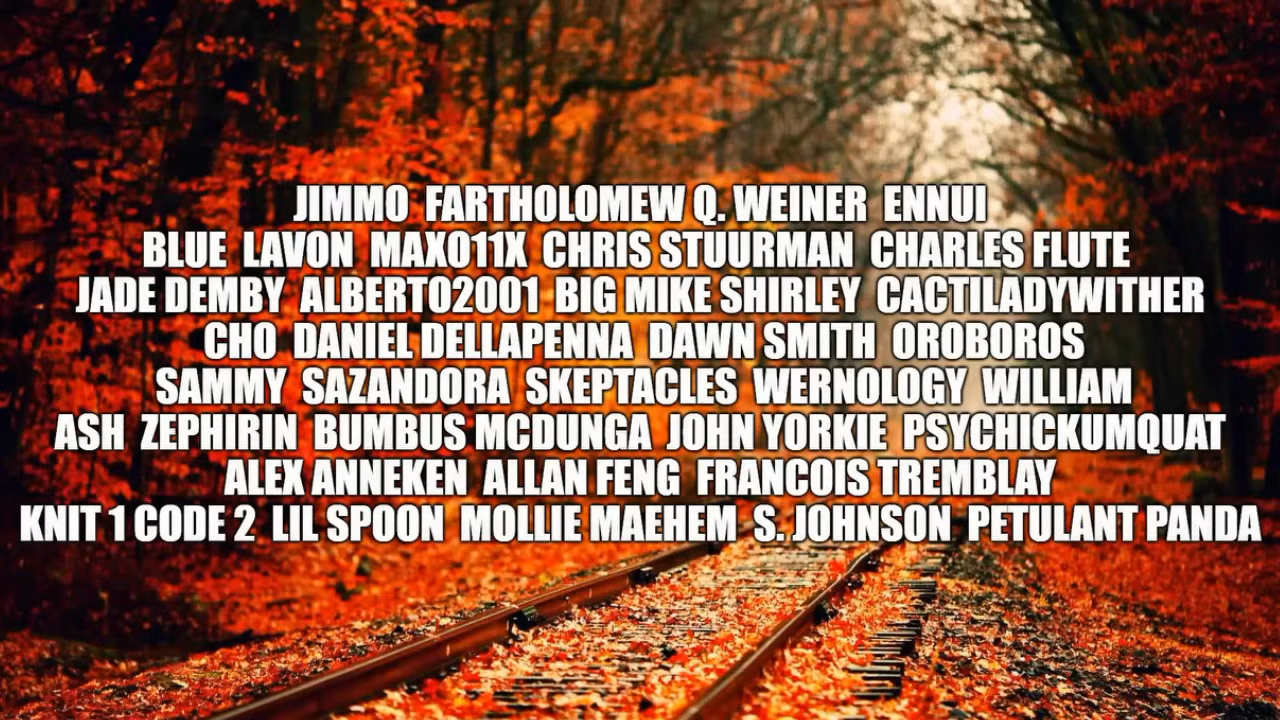 JIMMO FARTHOLOMEW Q. WEINER ENNUI
BLUE LAVON MAX011X CHRIS STUURMAN CHARLES FLUTE
JADE DEMBY ALBERTO2001 BIG MIKE SHIRLEY CACTILADYWITHER
CHO DANIEL DELLAPENNA DAWN SMITH OROBOROS
SAMMY SAZANDORA SKEPTACLES WERNOLOGY WILLIAM
ASH ZEPHIRIN BUMBUS MCDUNGA JOHN YORKIE PSYCHICKUMQUAT
ALEX ANNEKEN ALLAN FENG FRANCOIS TREMBLAY
KNIT 1 CODE 2 LIL SPOON MOLLIE MAEHEM S. JOHNSON PETULANT PANDA